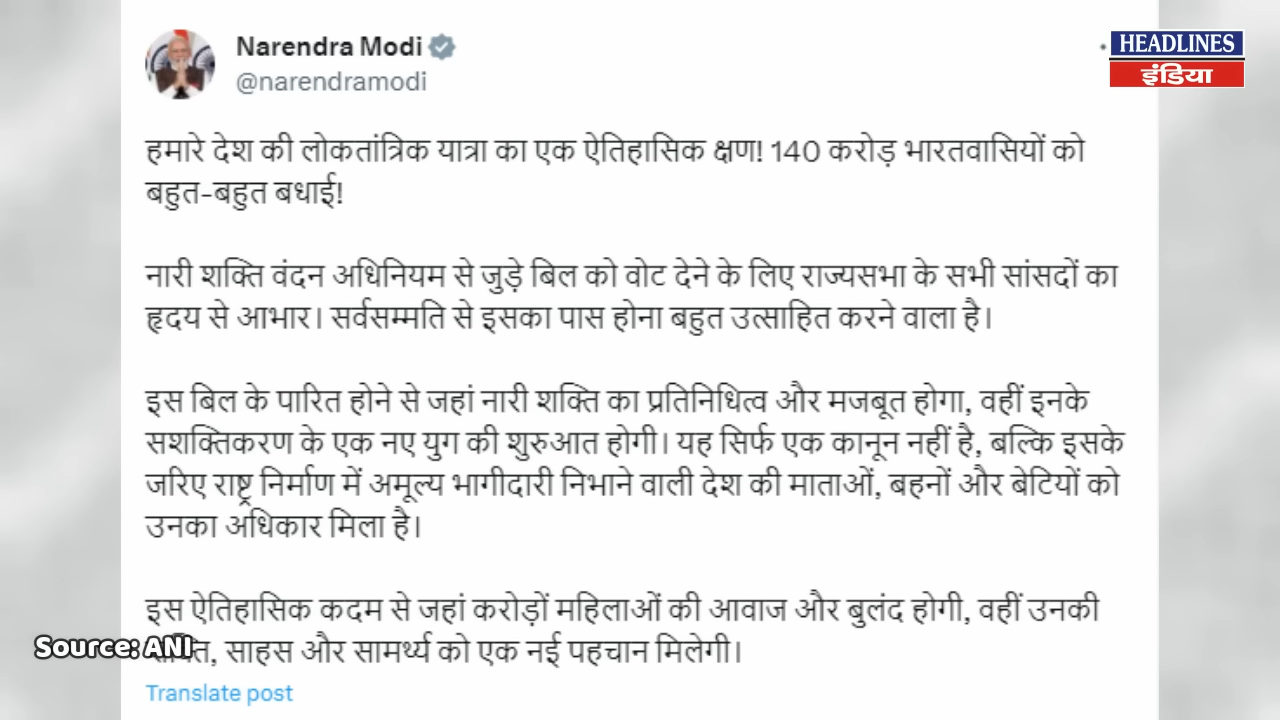 Narendra Modi
@narendramodi
HEADLINES
इंडिया
हमारे देश की लोकतांत्रिक यात्रा का एक ऐतिहासिक क्षण! 140 करोड़ भारतवासियों को
बहुत-बहुत बधाई!
नारी शक्ति वंदन अधिनियम से जुड़े बिल को वोट देने के लिए राज्यसभा के सभी सांसदों का
हृदय से आभार। सर्वसम्मति से इसका पास होना बहुत उत्साहित करने वाला है।
इस बिल के पारित होने से जहां नारी शक्ति का प्रतिनिधित्व और मजबूत होगा, वहीं इनके
सशक्तिकरण के एक नए युग की शुरुआत होगी। यह सिर्फ एक कानून नहीं है, बल्कि इसके
जरिए राष्ट्र निर्माण में अमूल्य भागीदारी निभाने वाली देश की माताओं, बहनों और बेटियों को
उनका अधिकार मिला है।
इस ऐतिहासिक कदम से जहां करोड़ों महिलाओं की आवाज और बुलंद होगी, वहीं उनकी
साहस और सामर्थ्य को एक नई पहचान मिलेगी।
Source: ANI
Translate post